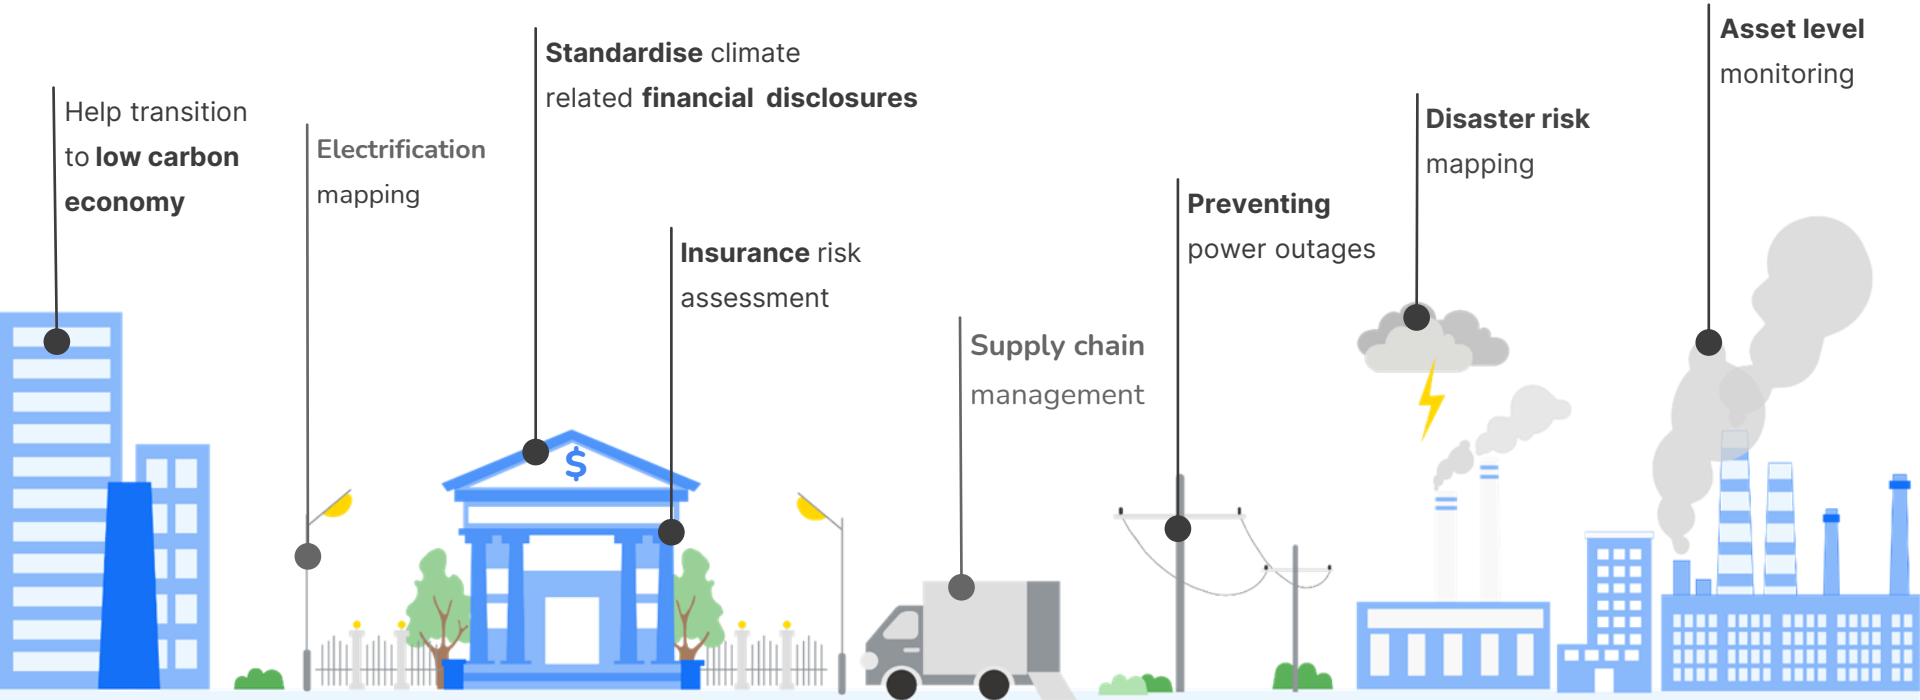 Help transition
to low carbon
economy
Electrification
mapping
Standardise climate
related financial disclosures
$
Insurance risk
assessment
Supply chain
management
Preventing
power outages
Disaster risk
mapping
Asset level
monitoring